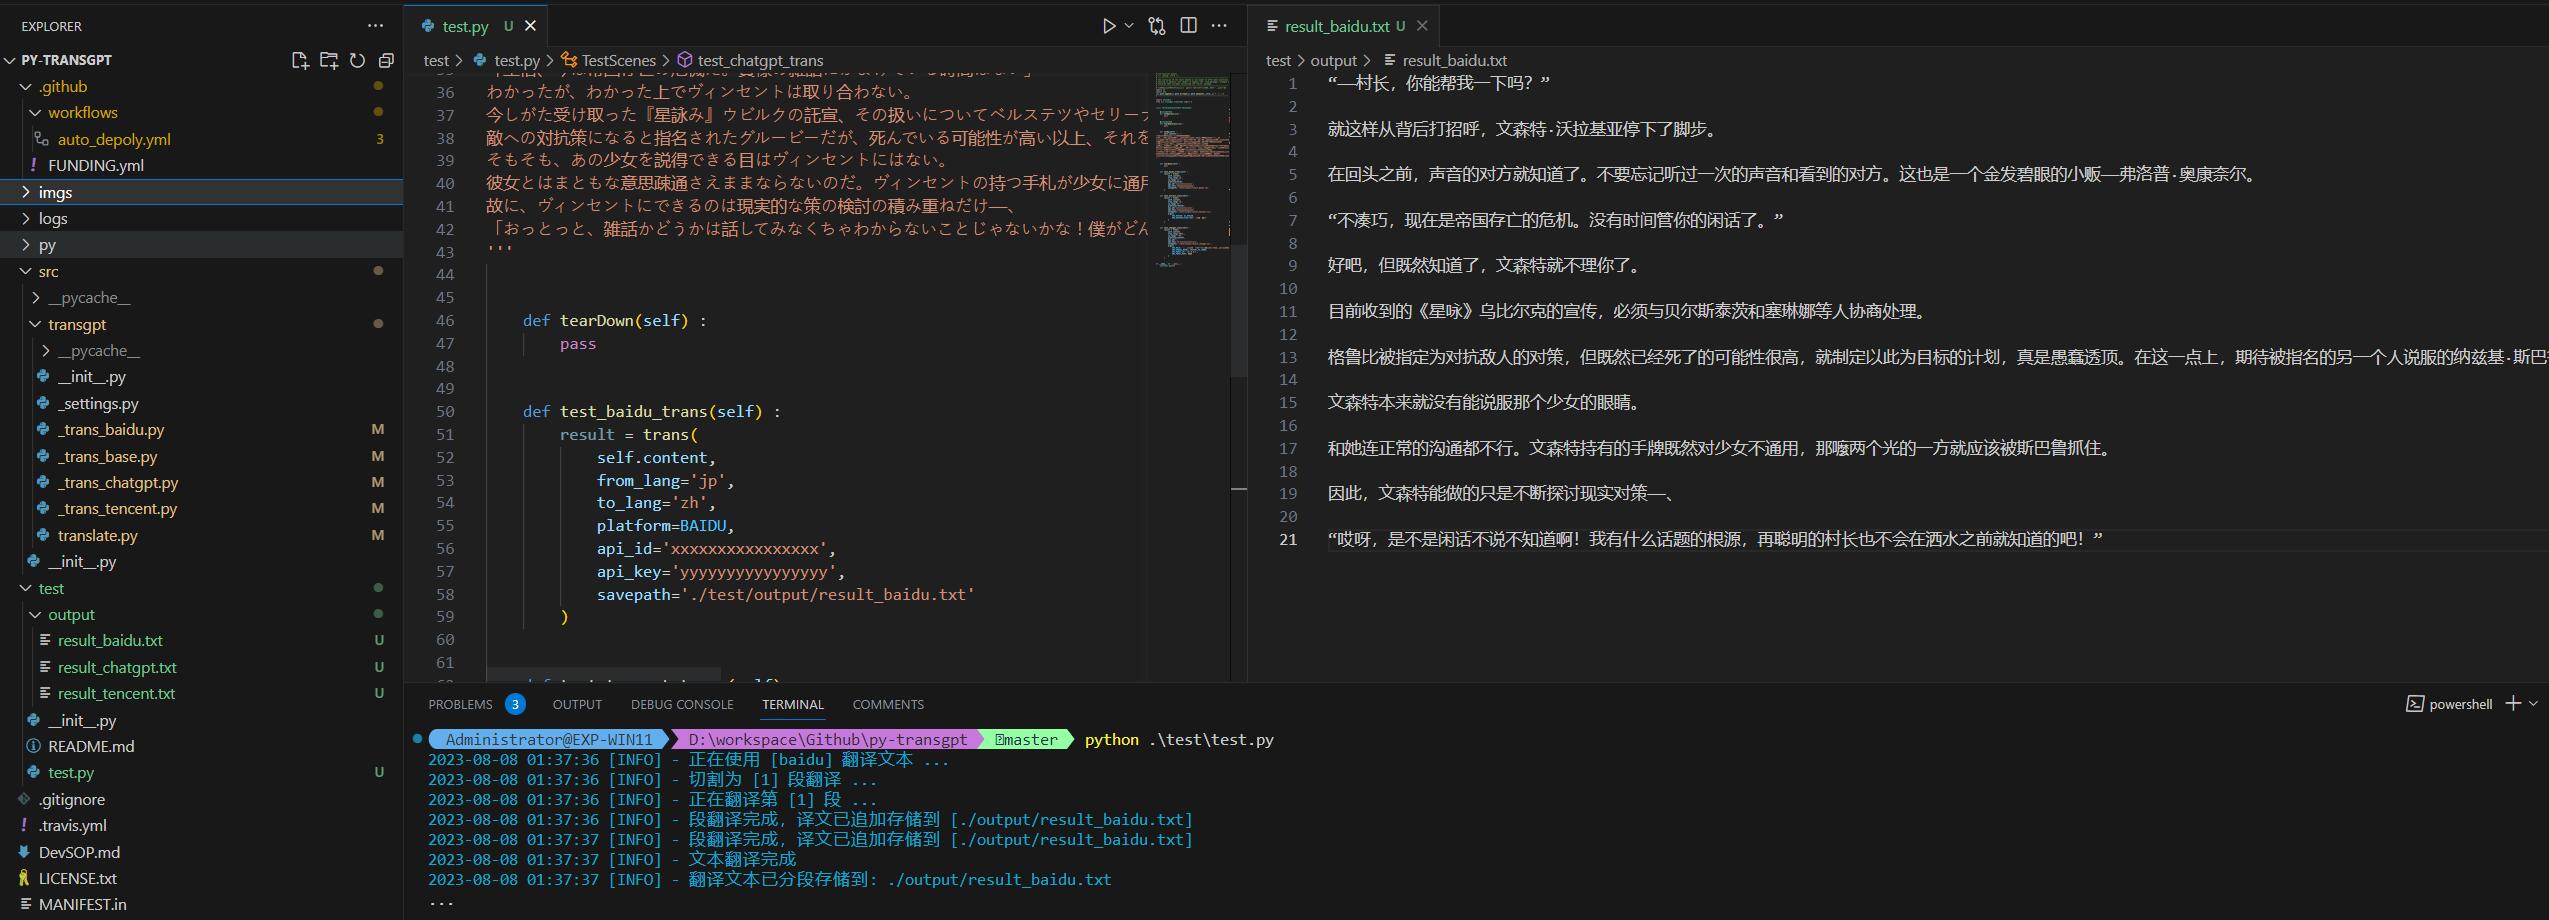 EXPLORER
PY-TRANSGPT
.github
workflows
auto_depoly.yml 3
FUNDING.yml
imgs
logs
py
src
__pycache__
transgpt
__pycache__
__init__.py
_settings.py
_trans_baidu.py M
_trans_base.py M
_trans_chatgpt.py M
_trans_tencent.py M
translate.py M
__init__.py
test
output
result_baidu.txt U
result_chatgpt.txt U
result_tencent.txt U
__init__.py
README.md
test.py U
.gitignore
.travis.yml
DevSOP.md
LICENSE.txt
MANIFEST.in
test.py U
test > test.py > TestScenes > test_chatgpt_trans
36 わかったが、わかった上でヴィンセントは取り合わない。
37 今しがた受け取った『星詠み』ウビルクの託宣、その扱いについてベルステツやセリーナ
38 敵への対抗策になると指名されたグルービーだが、死んでいる可能性が高い以上、それを
39 そもそも、あの少女を説得できる目はヴィンセントにはない。
40 彼女とはまともな意思疎通さえままならないのだ。ヴィンセントの持つ手札が少女に通用
41 故に、ヴィンセントにできるのは現実的な策の検討の積み重ねだけ――、
42 「おっとっと、雑話かどうかは話してみなくちゃわからないことじゃないかな！僕がどん
43 '''
44
45
46 def tearDown(self) :
47 pass
48
49
50 def test_baidu_trans(self) :
51 result = trans(
52 self.content,
53 from_lang='jp',
54 to_lang='zh',
55 platform=BAIDU,
56 api_id='xxxxxxxxxxxxxxxx',
57 api_key='yyyyyyyyyyyyyyyy',
58 savepath='./test/output/result_baidu.txt'
59 )
60
61
result_baidu.txt U
test > output > result_baidu.txt
1 “—村长，你能帮我一下吗？”
2
3 就这样从背后打招呼，文森特·沃拉基亚停下了脚步。
4
5 在回头之前，声音的对方就知道了。不要忘记听过一次的声音和看到的对方。这也是一个金发碧眼的小贩—弗洛普·奥康奈尔。
6
7 “不凑巧，现在是帝国存亡的危机。没有时间管你的闲话了。”
8
9 好吧，但既然知道了，文森特就不理你了。
10
11 目前收到的《星咏》乌比尔克的宣传，必须与贝尔斯泰茨和塞琳娜等人协商处理。
12
13 格鲁比被指定为对抗敌人的对策，但既然已经死了的可能性很高，就制定以此为目标的计划，真是愚蠢透顶。在这一点上，期待被指名的另一个人说服的纳兹基·斯巴
14
15 文森特本来就没有能说服那个少女的眼睛。
16
17 和她连正常的沟通都不行。文森特持有的手牌既然对少女不通用，那嚒两个光的一方就应该被斯巴鲁抓住。
18
19 因此，文森特能做的只是不断探讨现实对策—、
20
21 “哎呀，是不是闲话不说不知道啊！我有什么话题的根源，再聪明的村长也不会在洒水之前就知道的吧！”
PROBLEMS 3 OUTPUT DEBUG CONSOLE TERMINAL COMMENTS
powershell
Administrator@EXP-WIN11 D:\workspace\Github\py-transgpt master python .\test\test.py
2023-08-08 01:37:36 [INFO] - 正在使用 [baidu] 翻译文本 ...
2023-08-08 01:37:36 [INFO] - 切割为 [1] 段翻译 ...
2023-08-08 01:37:36 [INFO] - 正在翻译第 [1] 段 ...
2023-08-08 01:37:36 [INFO] - 段翻译完成, 译文已追加存储到 [./output/result_baidu.txt]
2023-08-08 01:37:37 [INFO] - 段翻译完成, 译文已追加存储到 [./output/result_baidu.txt]
2023-08-08 01:37:37 [INFO] - 文本翻译完成
2023-08-08 01:37:37 [INFO] - 翻译文本已分段存储到: ./output/result_baidu.txt
...